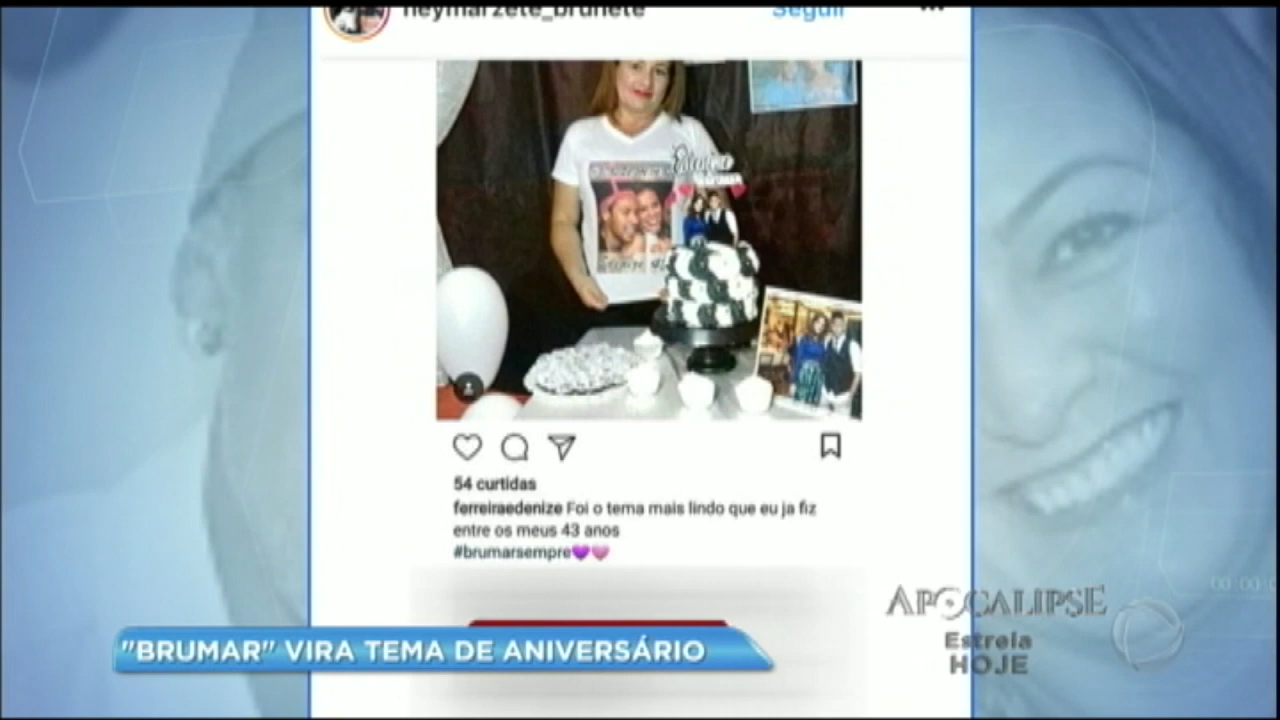 neymarzete_brunete Seguir ...
54 curtidas
ferreiraedenize Foi o tema mais lindo que eu ja fiz
entre os meus 43 anos
#brumarsempre💜💗
"BRUMAR" VIRA TEMA DE ANIVERSÁRIO
APOCALIPSE
Estreia
HOJE